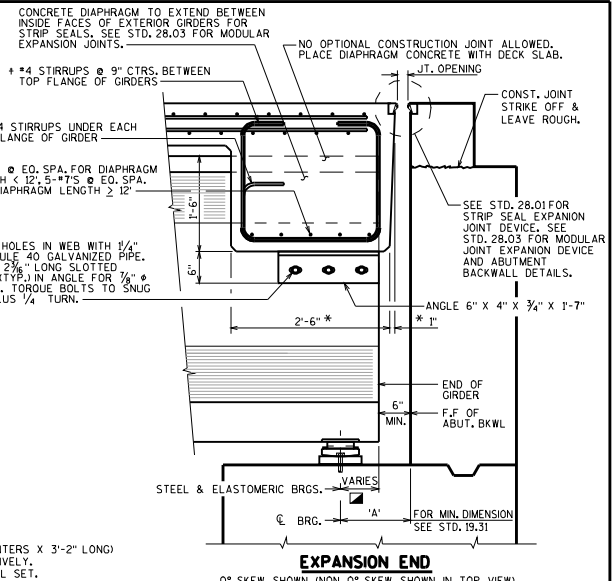 CONCRETE DIAPHRAGM TO EXTEND BETWEEN
INSIDE FACES OF EXTERIOR GIRDERS FOR
STRIP SEALS. SEE STD. 28.03 FOR MODULAR
EXPANSION JOINTS.
NO OPTIONAL CONSTRUCTION JOINT ALLOWED.
PLACE DIAPHRAGM CONCRETE WITH DECK SLAB.
#4 STIRRUPS @ 9" CTRS. BETWEEN
TOP FLANGE OF GIRDERS
JT. OPENING
CONST. JOINT
STRIKE OFF &
LEAVE ROUGH.
4 STIRRUPS UNDER EACH
FLANGE OF GIRDER
@ EQ. SPA. FOR DIAPHRAGM
H < 12', 5-#7'S @ EQ. SPA.
DIAPHRAGM LENGTH ≥ 12'
1'-6"
6"
SEE STD. 28.01 FOR
STRIP SEAL EXPANION
JOINT DEVICE. SEE
STD. 28.03 FOR MODULAR
JOINT EXPANSION DEVICE
AND ABUTMENT
BACKWALL DETAILS.
HOLES IN WEB WITH 1¼"
ULE 40 GALVANIZED PIPE.
2 3/16" LONG SLOTTED
(TYP.) IN ANGLE FOR 7/8" ø
. TORQUE BOLTS TO SNUG
LUS ¼ TURN.
ANGLE 6" X 4" X ¾" X 1'-7"
2'-6" *
* 1"
END OF
GIRDER
6"
MIN.
F.F OF
ABUT. BKWL
STEEL & ELASTOMERIC BRGS.
VARIES
℄ BRG.
'A'
FOR MIN. DIMENSION
SEE STD. 19.31
NTERS X 3'-2" LONG)
IVELY.
L SET.
EXPANSION END
0° SKEW SHOWN (NON 0° SKEW SHOWN IN TOP VIEW)